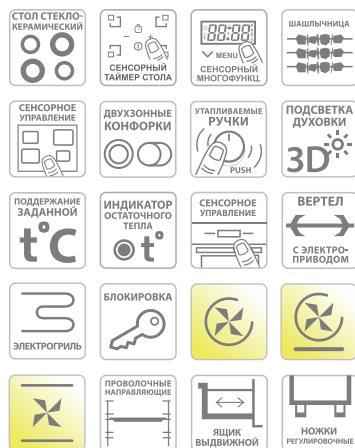 СТОЛ СТЕКЛО-
КЕРАМИЧЕСКИЙ
СЕНСОРНЫЙ
ТАЙМЕР СТОЛА
88:88
MENU
СЕНСОРНЫЙ
МНОГОФУНКЦ.
ШАШЛЫЧНИЦА
СЕНСОРНОЕ
УПРАВЛЕНИЕ
ДВУХЗОННЫЕ
КОНФОРКИ
УТАПЛИВАЕМЫЕ
РУЧКИ
PUSH
ПОДСВЕТКА
ДУХОВКИ
3D
ПОДДЕРЖАНИЕ
ЗАДАННОЙ
t°C
ИНДИКАТОР
ОСТАТОЧНОГО
ТЕПЛА
t°
СЕНСОРНОЕ
УПРАВЛЕНИЕ
ВЕРТЕЛ
С ЭЛЕКТРО-
ПРИВОДОМ
ЭЛЕКТРОГРИЛЬ
БЛОКИРОВКА
ПРОВОЛОЧНЫЕ
НАПРАВЛЯЮЩИЕ
ЯЩИК
ВЫДВИЖНОЙ
НОЖКИ
РЕГУЛИРОВОЧНЫЕ